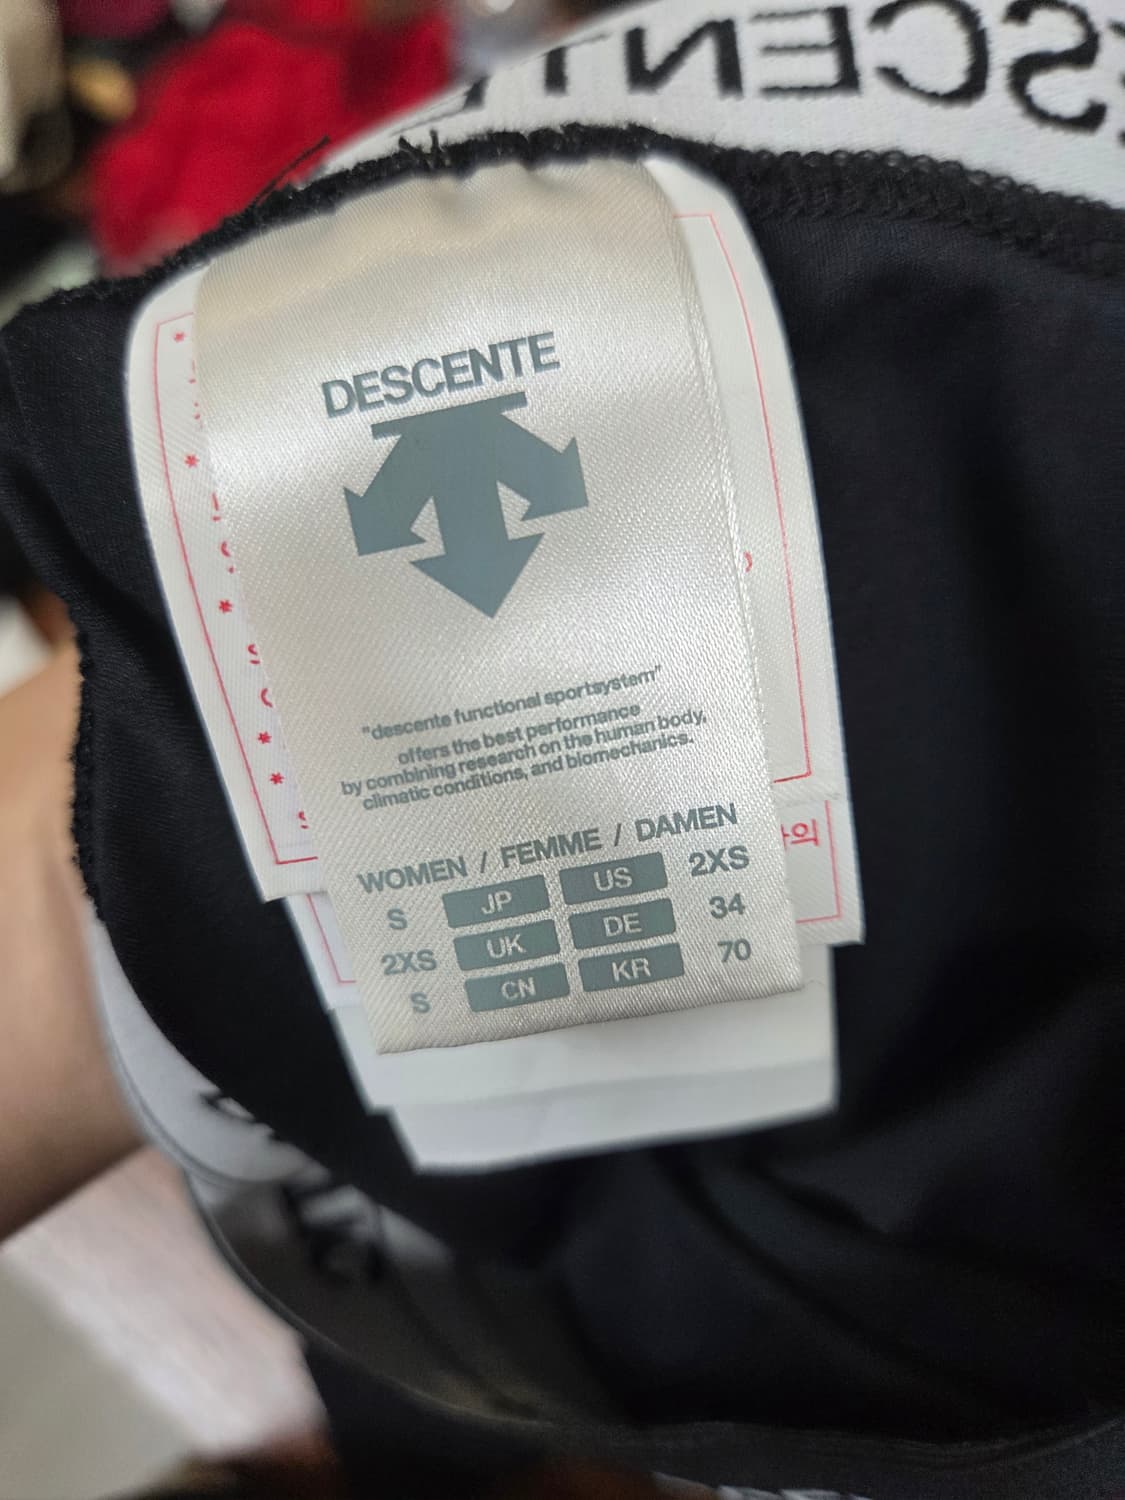 DESCENTE
"descente functional sportsystem"
offers the best performance
by combining research on the human body,
climatic conditions, and biomechanics.
WOMEN / FEMME / DAMEN
S JP US 2XS
2XS UK DE 34
S CN KR 70
의